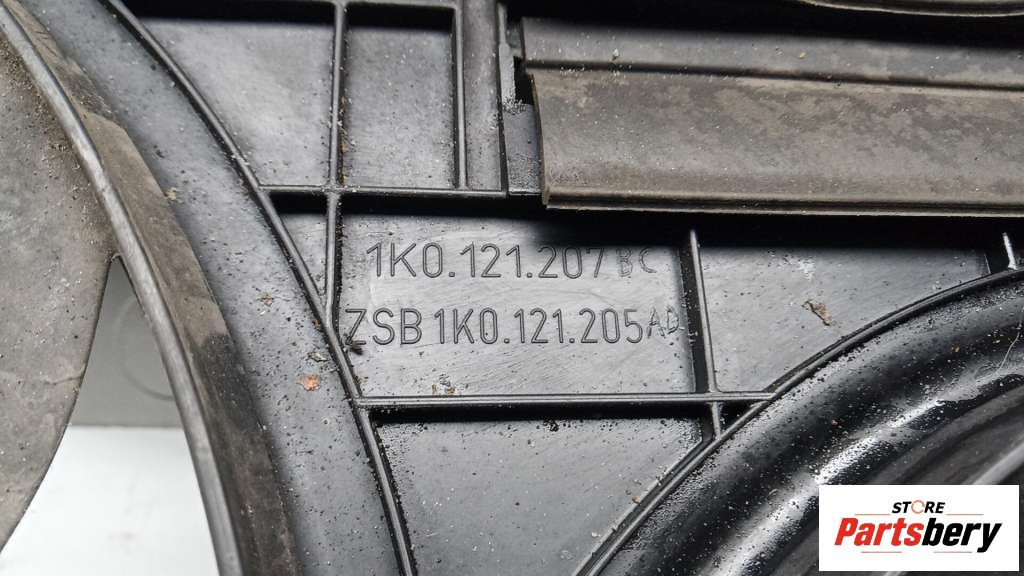 1K0.121.207 BC
ZSB 1K0.121.205 AD
STORE
Partsbery